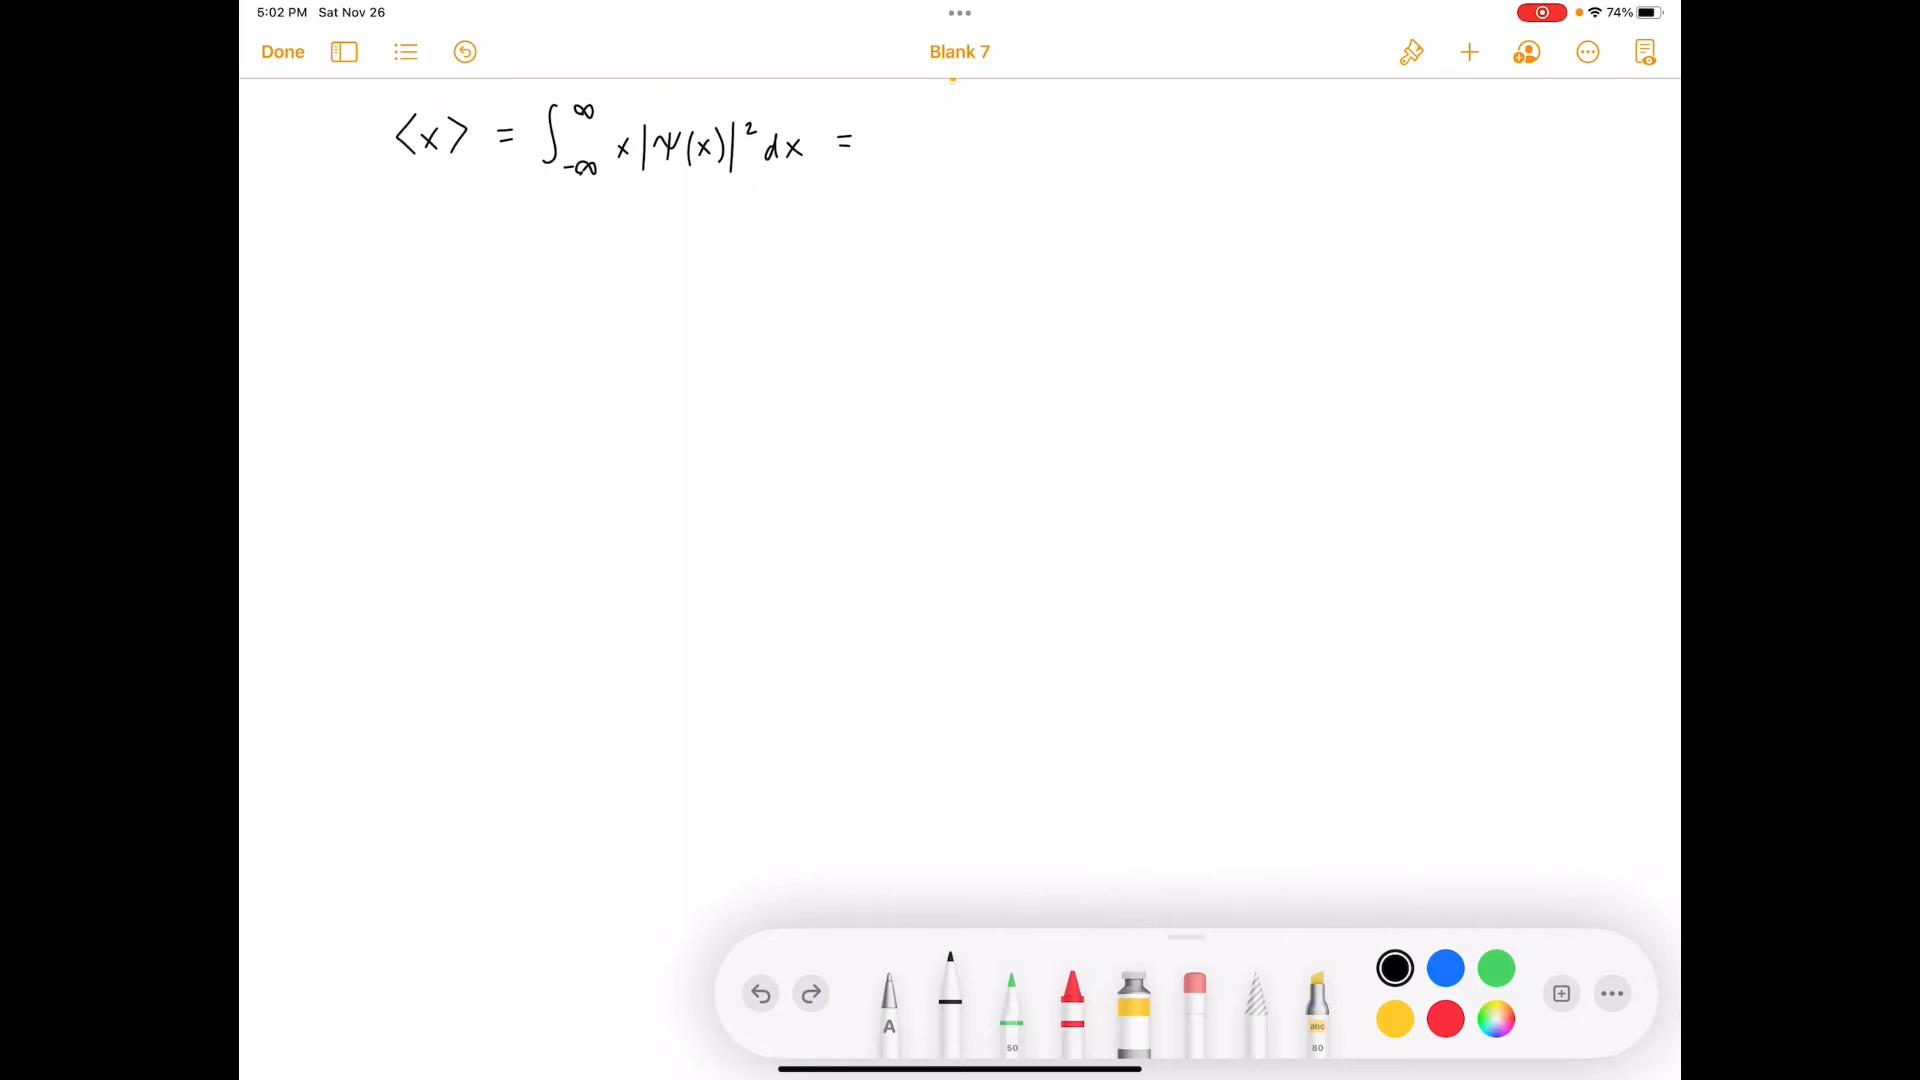 5:02 PM Sat Nov 26
74%
Done
Blank 7
⟨x⟩ = ∫_{-∞}^{∞} x|ψ(x)|² dx =
A
50
abc
80